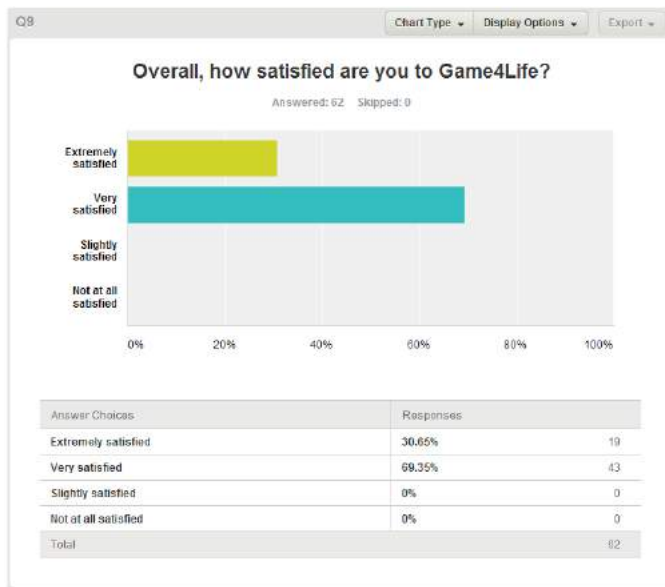 Q9
Chart Type
Display Options
Export
Overall, how satisfied are you to Game4Life?
Answered: 62 Skipped: 0
Extremely
satisfied
Very
satisfied
Slightly
satisfied
Not at all
satisfied
0% 20% 40% 60% 80% 100%
Answer Choices Responses
Extremely satisfied 30.65% 19
Very satisfied 69.35% 43
Slightly satisfied 0% 0
Not at all satisfied 0% 0
Total 62